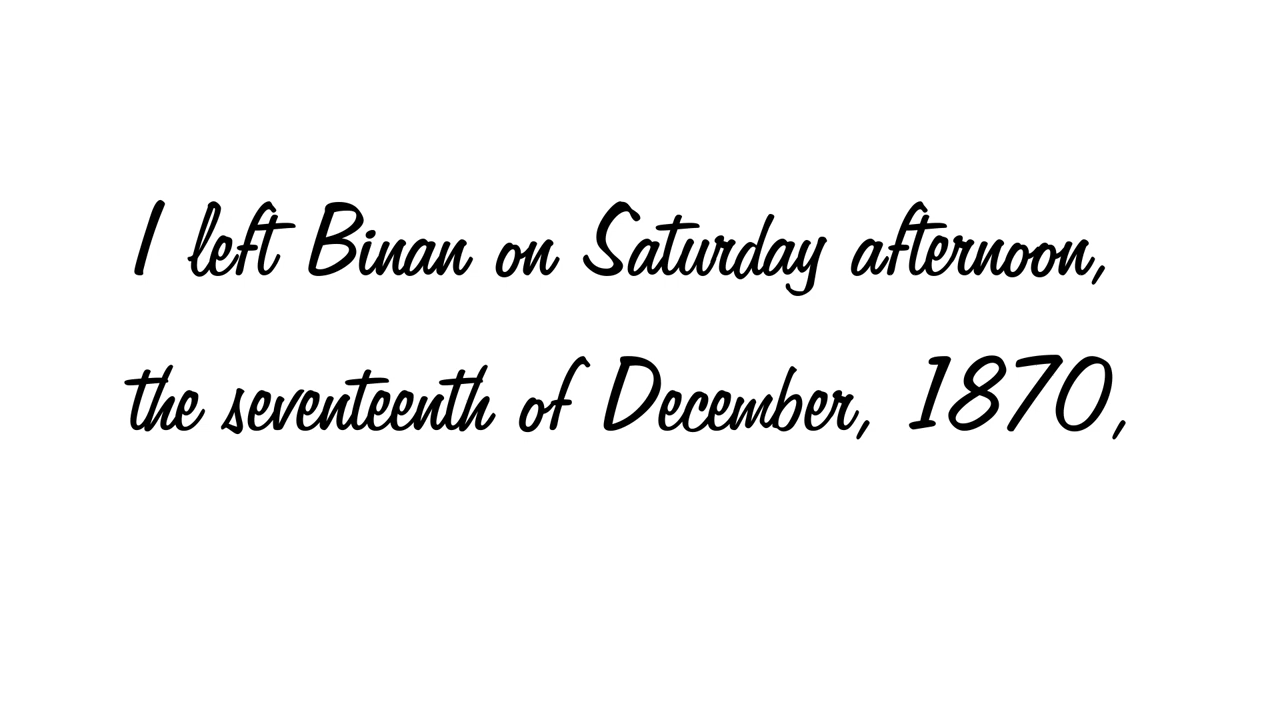 I left Binan on Saturday afternoon,
the seventeenth of December, 1870,